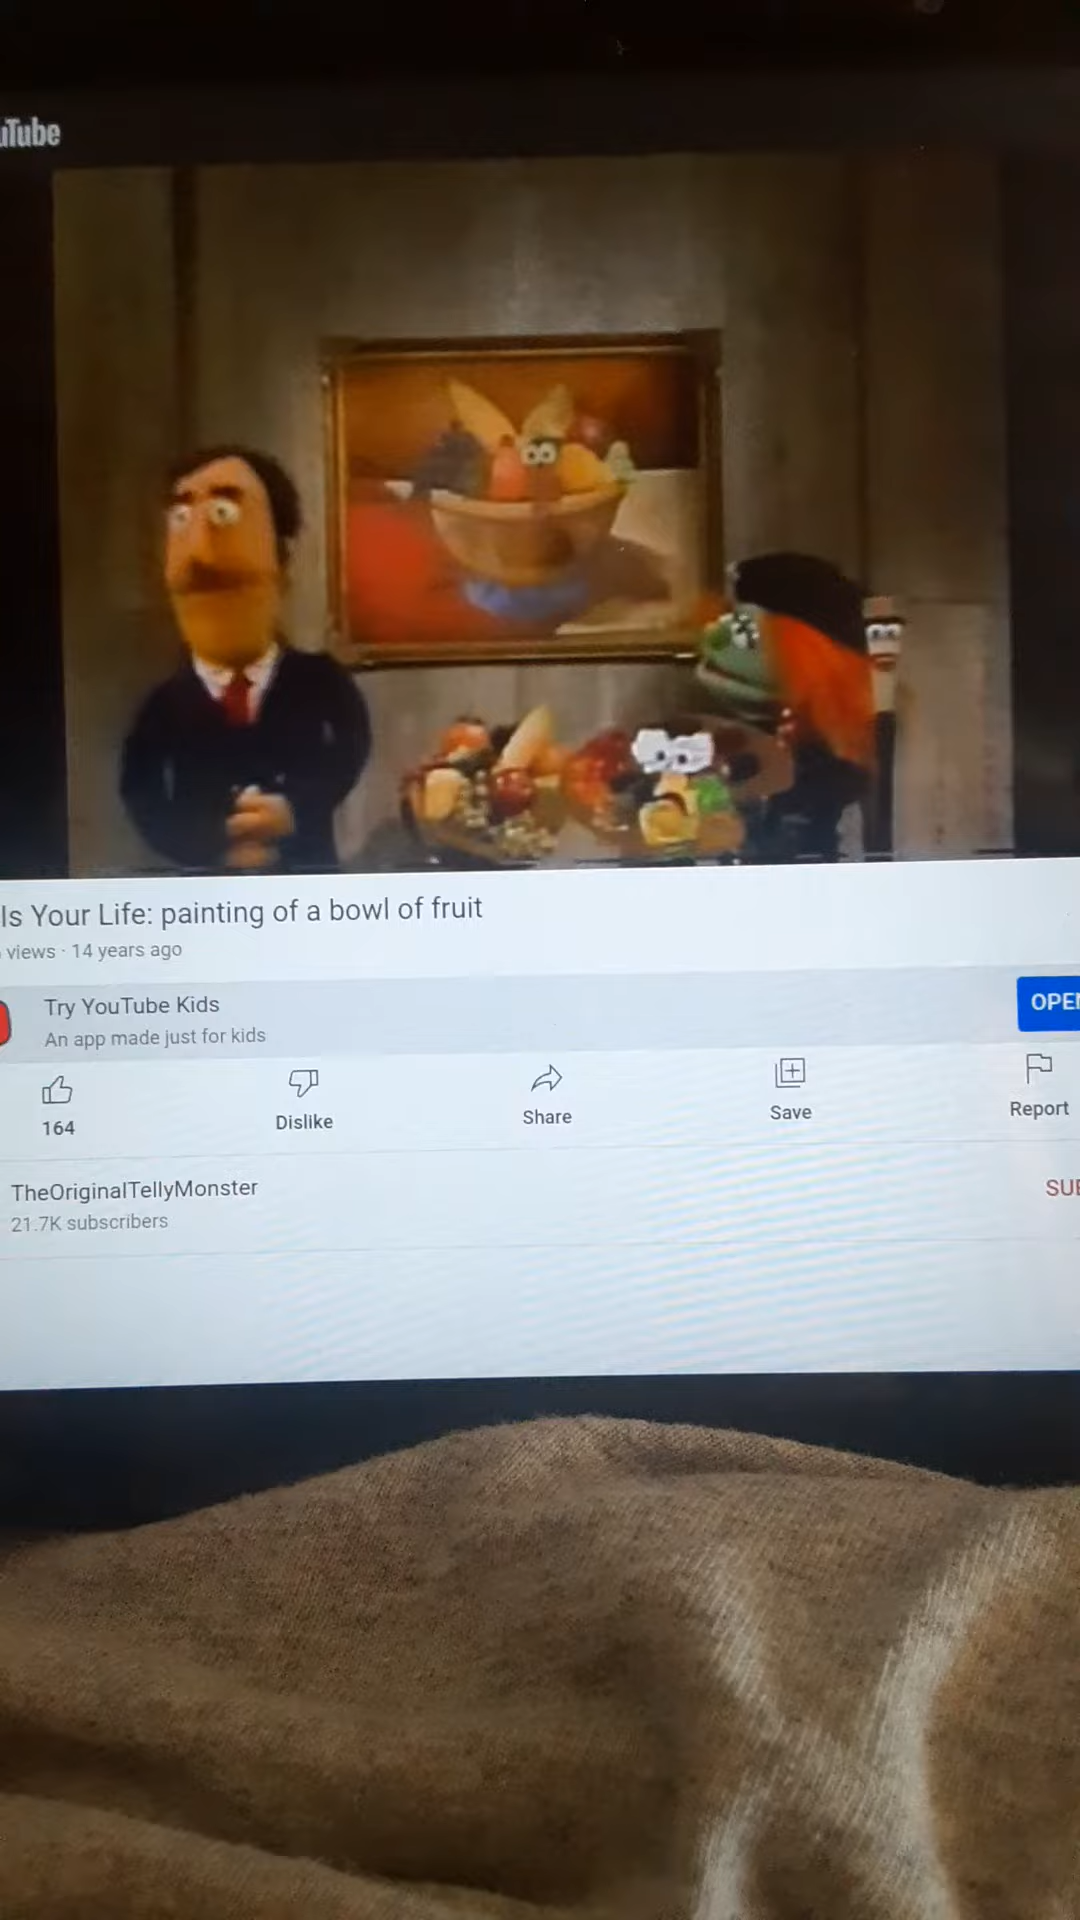 uTube
Is Your Life: painting of a bowl of fruit
views · 14 years ago
Try YouTube Kids
An app made just for kids
OPE
164
Dislike
Share
Save
Report
TheOriginalTellyMonster
21.7K subscribers
SU